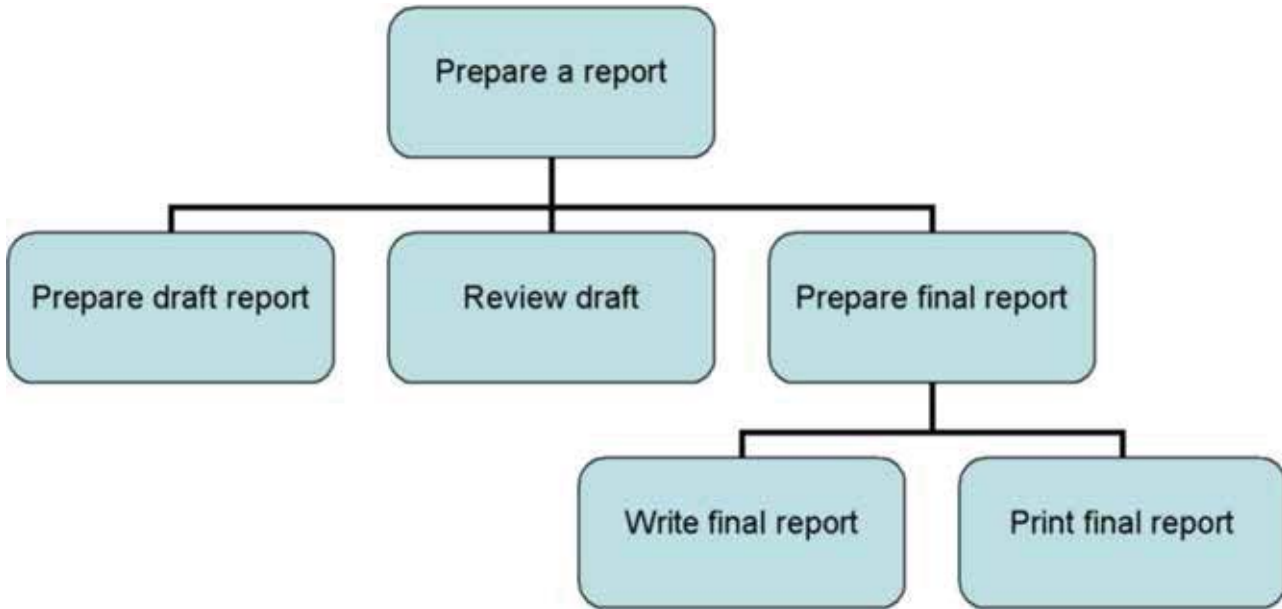 Prepare a report
Prepare draft report
Review draft
Prepare final report
Write final report
Print final report